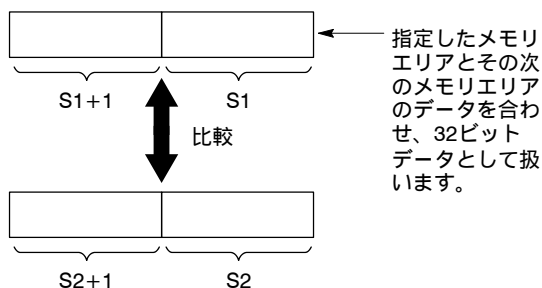 指定したメモリ
エリアとその次
のメモリエリア
のデータを合わ
せ、32ビット
データとして扱
います。
S1+1
S1
比較
S2+1
S2